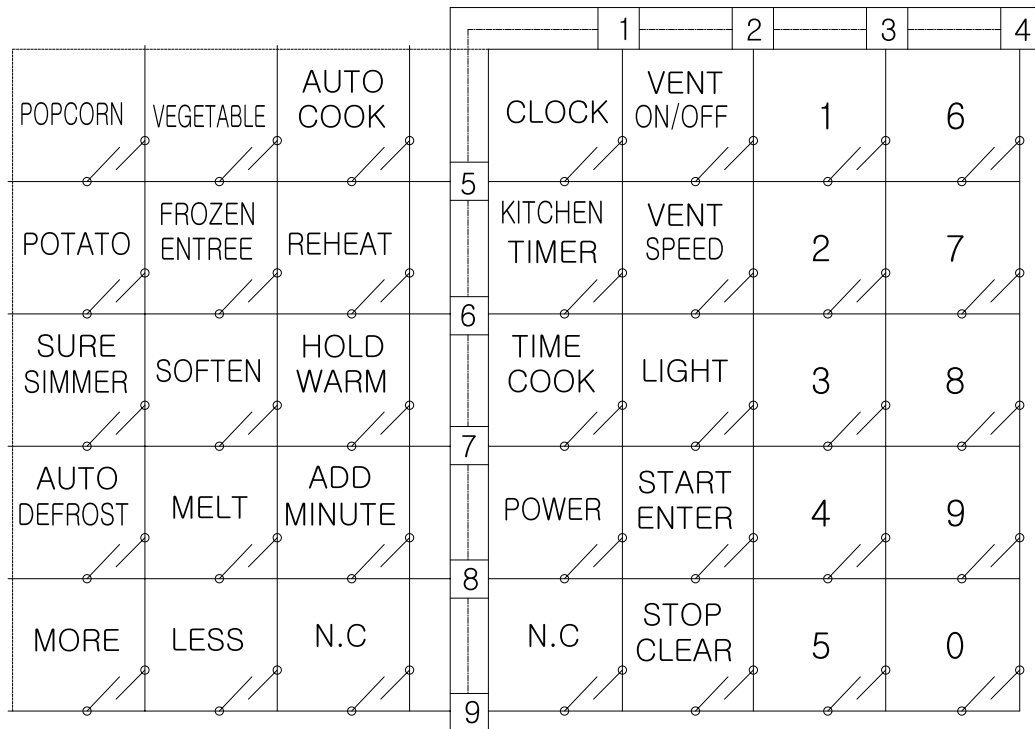 1 2 3 4
POPCORN VEGETABLE AUTO COOK CLOCK VENT ON/OFF 1 6
5
POTATO FROZEN ENTREE REHEAT KITCHEN TIMER VENT SPEED 2 7
6
SURE SIMMER SOFTEN HOLD WARM TIME COOK LIGHT 3 8
7
AUTO DEFROST MELT ADD MINUTE POWER START ENTER 4 9
8
MORE LESS N.C N.C STOP CLEAR 5 0
9